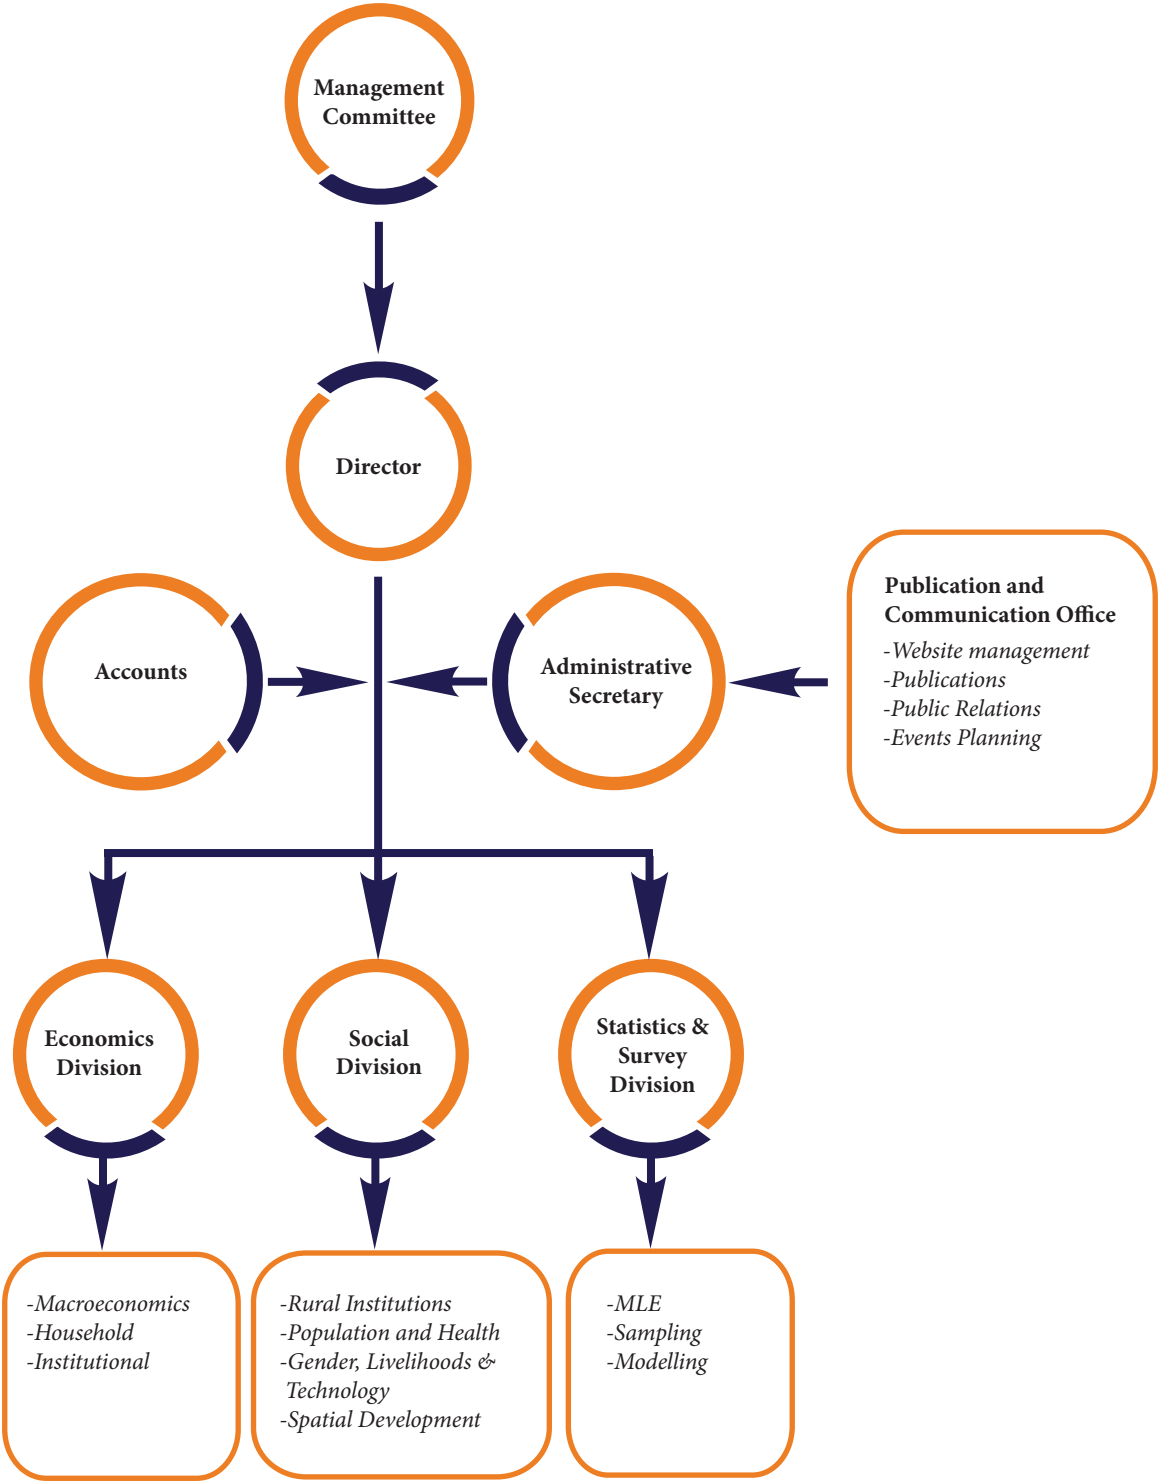 Management
Committee
Director
Publication and
Communication Office
-Website management
-Publications
-Public Relations
-Events Planning
Accounts
Administrative
Secretary
Economics
Division
Social
Division
Statistics &
Survey
Division
-Macroeconomics
-Household
-Institutional
-Rural Institutions
-Population and Health
-Gender, Livelihoods &
Technology
-Spatial Development
-MLE
-Sampling
-Modelling